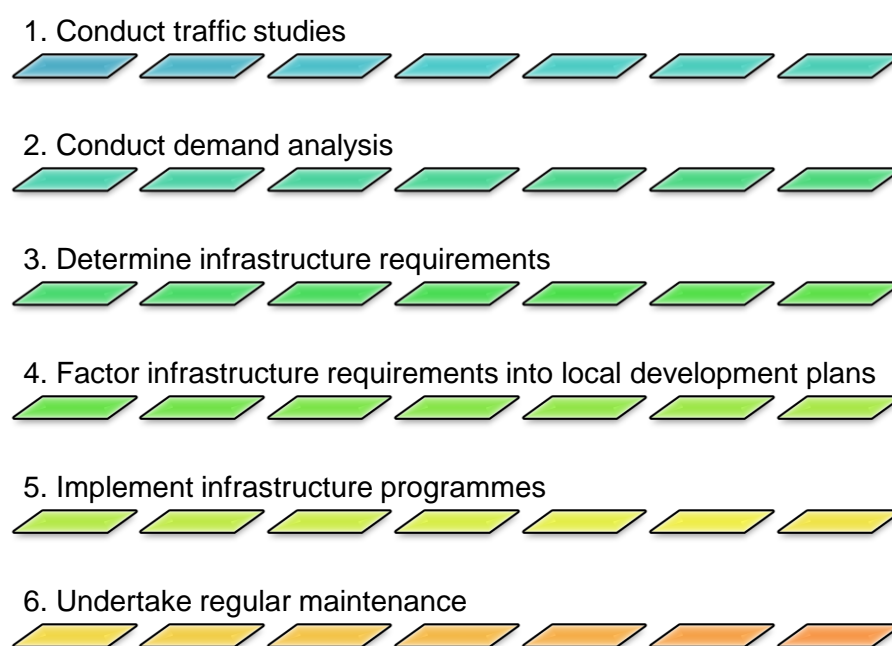 1. Conduct traffic studies
2. Conduct demand analysis
3. Determine infrastructure requirements
4. Factor infrastructure requirements into local development plans
5. Implement infrastructure programmes
6. Undertake regular maintenance